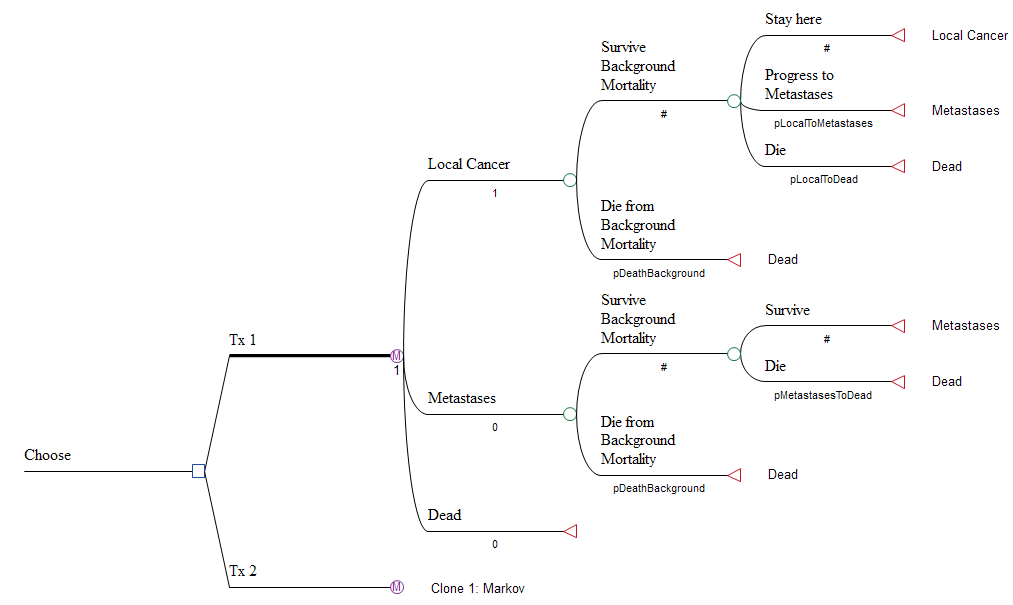 Stay here
#
Local Cancer
Survive
Background
Mortality
#
Progress to
Metastases
pLocalToMetastases
Metastases
Die
pLocalToDead
Dead
Local Cancer
1
Die from
Background
Mortality
pDeathBackground
Dead
Survive
Background
Mortality
#
Survive
#
Metastases
Die
pMetastasesToDead
Dead
Tx 1
M
1
Metastases
0
Die from
Background
Mortality
pDeathBackground
Dead
Choose
Dead
0
Tx 2
M
Clone 1: Markov